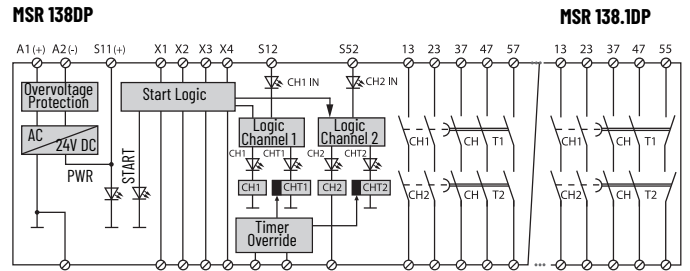 MSR 138DP
MSR 138.1DP
A1 (+) A2 (-) S11 (+) X1 X2 X3 X4 S12 S52 13 23 37 47 57 13 23 37 47 55
CH1 IN CH2 IN
Overvoltage
Protection
Start Logic
AC
24V DC
PWR
START
Logic
Channel 1
Logic
Channel 2
CH1 CHT1 CH2 CHT2
CH1 CHT1 CH2 CHT2
Timer
Override
CH1 CH T1 CH1 CH T1
CH2 CH T2 CH2 CH T2